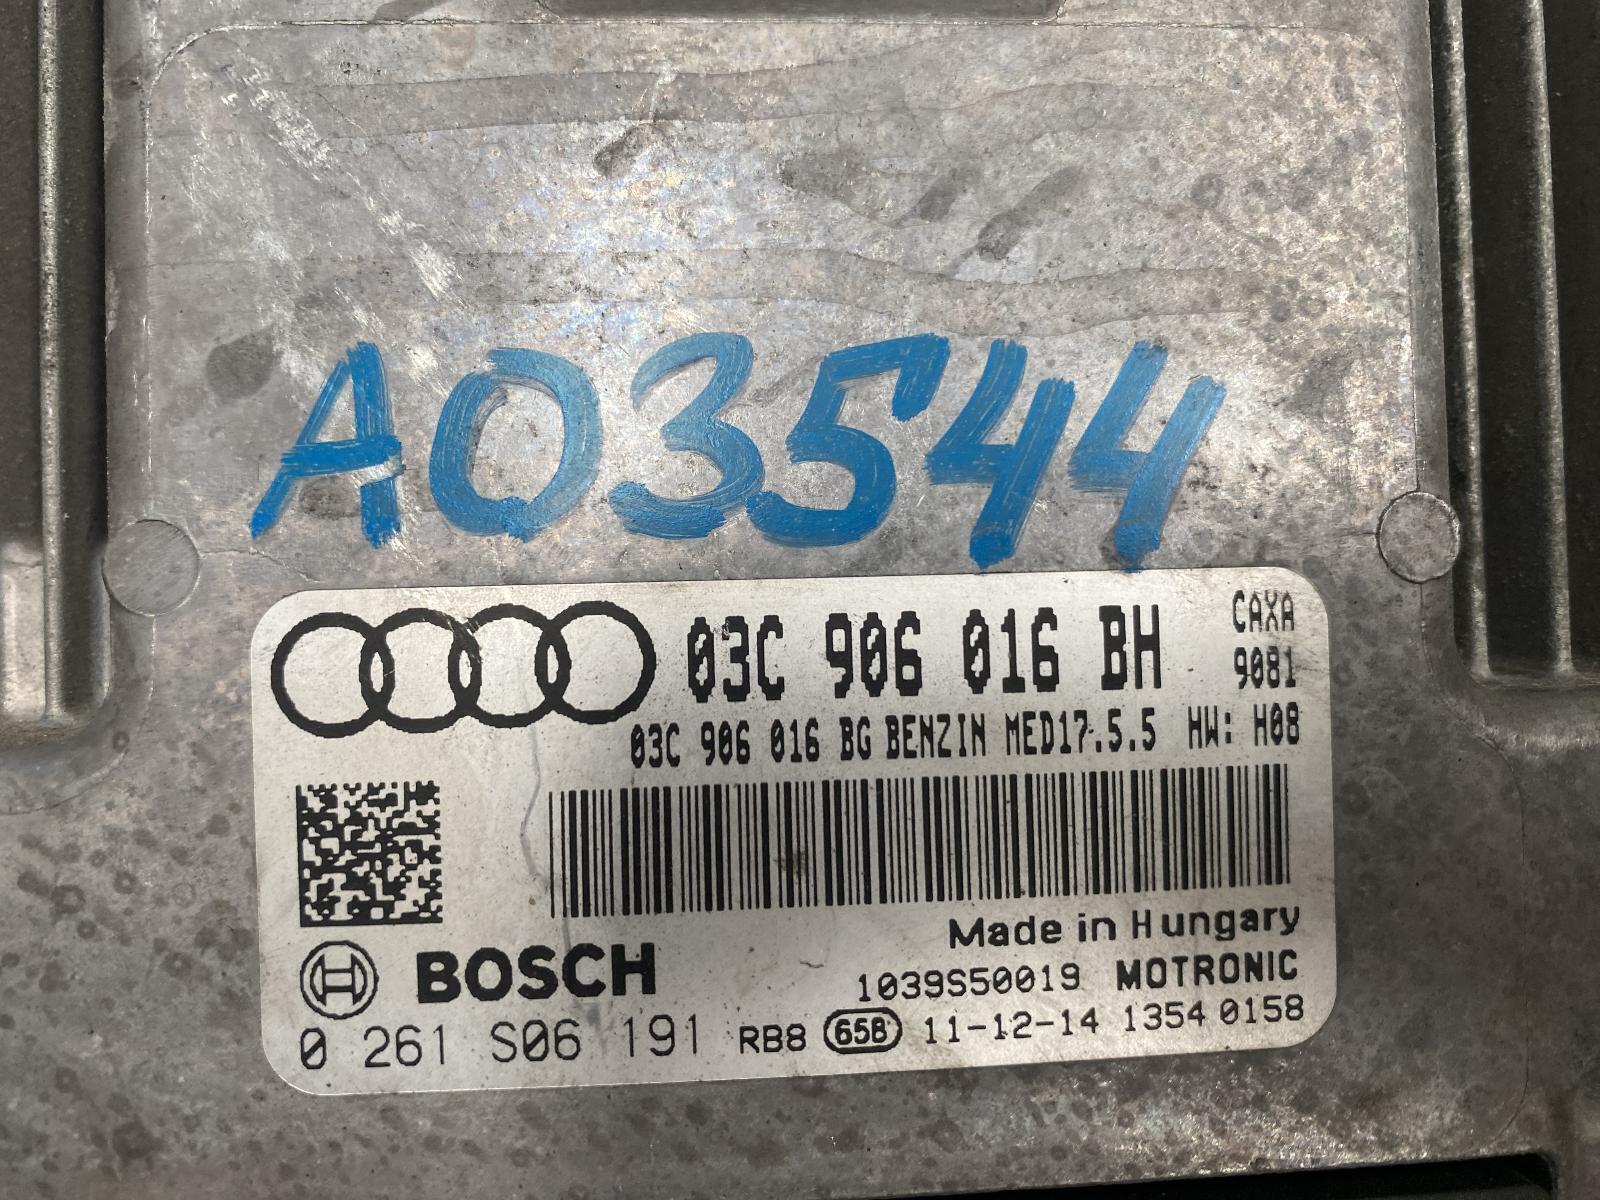 A03544
03C 906 016 BH CAXA
9081
03C 906 016 BG BENZIN MED17.5.5 HW: H08
Made in Hungary
BOSCH
1039S50019 MOTRONIC
0 261 S06 191 RB8 65B 11-12-14 1354 0158